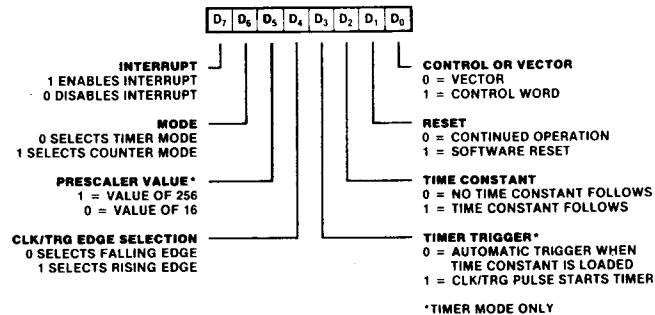 D7 D6 D5 D4 D3 D2 D1 D0
INTERRUPT
1 ENABLES INTERRUPT
0 DISABLES INTERRUPT
MODE
0 SELECTS TIMER MODE
1 SELECTS COUNTER MODE
PRESCALER VALUE*
1 = VALUE OF 256
0 = VALUE OF 16
CLK/TRG EDGE SELECTION
0 SELECTS FALLING EDGE
1 SELECTS RISING EDGE
CONTROL OR VECTOR
0 = VECTOR
1 = CONTROL WORD
RESET
0 = CONTINUED OPERATION
1 = SOFTWARE RESET
TIME CONSTANT
0 = NO TIME CONSTANT FOLLOWS
1 = TIME CONSTANT FOLLOWS
TIMER TRIGGER*
0 = AUTOMATIC TRIGGER WHEN
TIME CONSTANT IS LOADED
1 = CLK/TRG PULSE STARTS TIMER
*TIMER MODE ONLY